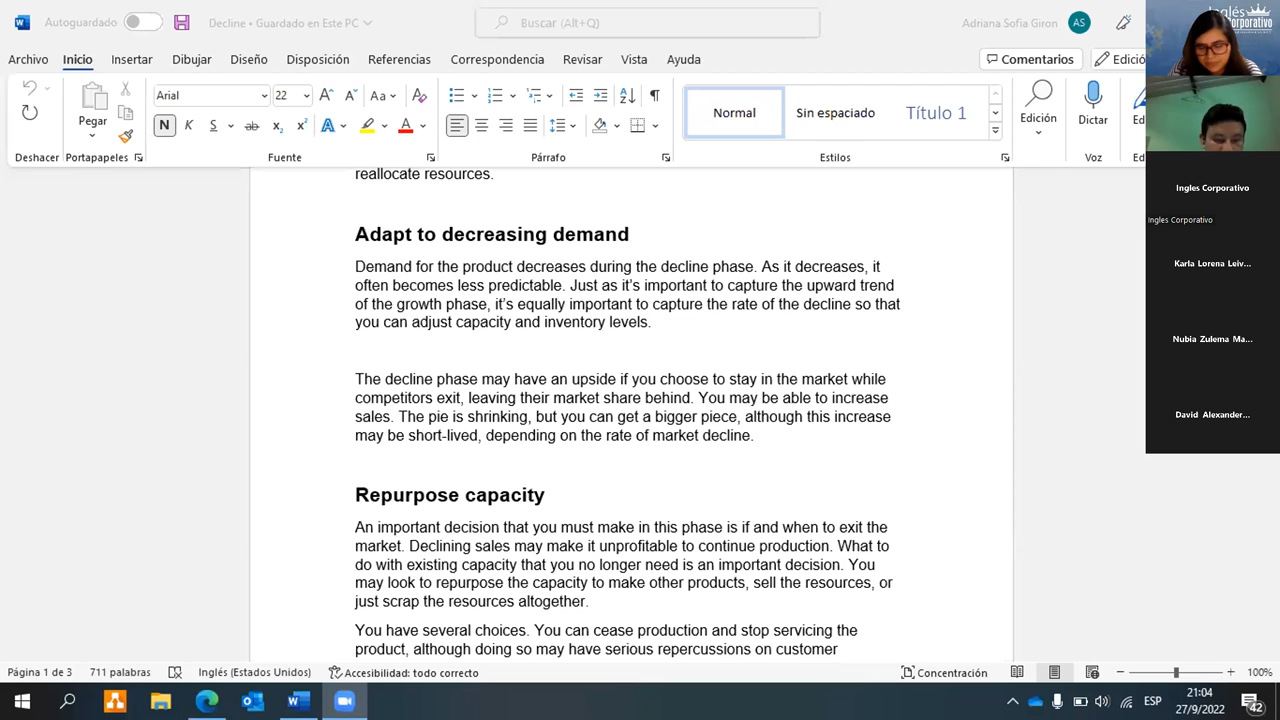 Autoguardado
Decline • Guardado en Este PC
Buscar (Alt+Q)
Adriana Sofia Giron
AS
Archivo
Inicio
Insertar
Dibujar
Diseño
Disposición
Referencias
Correspondencia
Revisar
Vista
Ayuda
Comentarios
Edició
Pegar
Arial
22
Aa
N
K
S
ab
Normal
Sin espaciado
Título 1
Edición
Dictar
Ed
Deshacer
Portapapeles
Fuente
Párrafo
Estilos
Voz
Ed
reallocate resources.
Adapt to decreasing demand
Demand for the product decreases during the decline phase. As it decreases, it
often becomes less predictable. Just as it’s important to capture the upward trend
of the growth phase, it’s equally important to capture the rate of the decline so that
you can adjust capacity and inventory levels.
The decline phase may have an upside if you choose to stay in the market while
competitors exit, leaving their market share behind. You may be able to increase
sales. The pie is shrinking, but you can get a bigger piece, although this increase
may be short-lived, depending on the rate of market decline.
Repurpose capacity
An important decision that you must make in this phase is if and when to exit the
market. Declining sales may make it unprofitable to continue production. What to
do with existing capacity that you no longer need is an important decision. You
may look to repurpose the capacity to make other products, sell the resources, or
just scrap the resources altogether.
You have several choices. You can cease production and stop servicing the
product, although doing so may have serious repercussions on customer
Inglés
Corporativo
Ingles Corporativo
Ingles Corporativo
Karla Lorena Leiv...
Nubia Zulema Ma...
David Alexander...
Página 1 de 3
711 palabras
Inglés (Estados Unidos)
Accesibilidad: todo correcto
Concentración
100%
ESP
21:04
27/9/2022
42